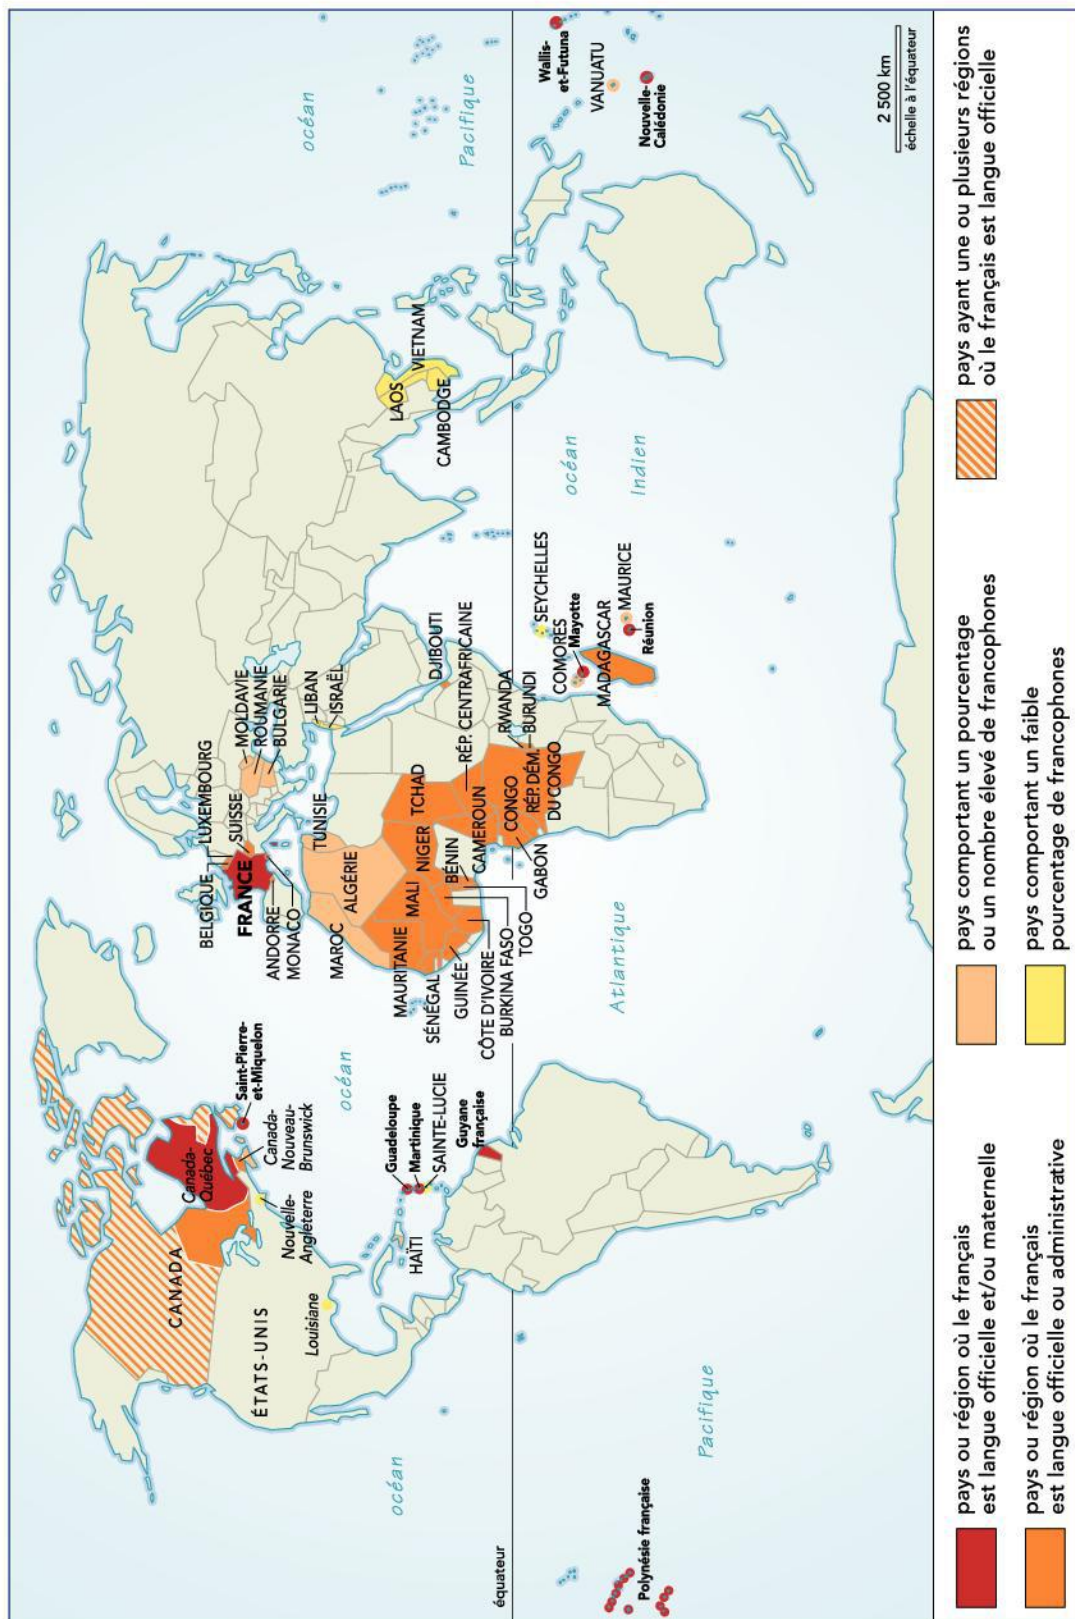 océan
Pacifique
Wallis-
et-Futuna
VANUATU
Nouvelle-
Calédonie
2 500 km
échelle à l'équateur
LAOS
VIETNAM
CAMBODGE
océan
Indien
SEYCHELLES
COMORES
Mayotte
MADAGASCAR
MAURICE
Réunion
LUXEMBOURG
BELGIQUE
SUISSE
FRANCE
ANDORRE
MONACO
MOLDAVIE
ROUMANIE
BULGARIE
LIBAN
ISRAËL
TUNISIE
ALGÉRIE
MAROC
MAURITANIE
MALI
NIGER
TCHAD
DJIBOUTI
RÉP. CENTRAFRICAINE
RWANDA
BURUNDI
SÉNÉGAL
GUINÉE
CÔTE D'IVOIRE
BURKINA FASO
TOGO
BÉNIN
CAMEROUN
CONGO
RÉP. DÉM.
DU CONGO
GABON
océan
Atlantique
CANADA
Canada-
Québec
Saint-Pierre-
et-Miquelon
Canada-
Nouveau-
Brunswick
Nouvelle-
Angleterre
ÉTATS-UNIS
Louisiane
HAÏTI
Guadeloupe
Martinique
SAINTE-LUCIE
Guyane
française
océan
Pacifique
équateur
Polynésie française
pays ou région où le français
est langue officielle et/ou maternelle
pays ou région où le français
est langue officielle ou administrative
pays comportant un pourcentage
ou un nombre élevé de francophones
pays comportant un faible
pourcentage de francophones
pays ayant une ou plusieurs régions
où le français est langue officielle